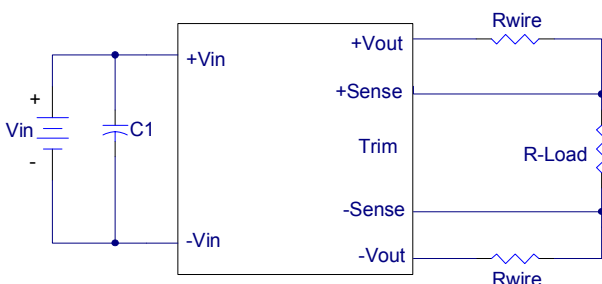 Rwire
+Vout
+Vin
+Sense
+
Vin
C1
Trim
R-Load
-
-Sense
-Vin
-Vout
Rwire